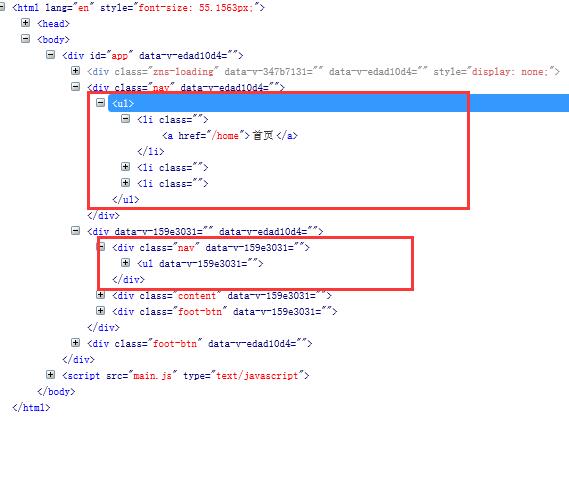 <html lang="en" style="font-size: 55.1563px;">
<head>
<body>
<div id="app" data-v-edad10d4="">
<div class="zns-loading" data-v-347b7131="" data-v-edad10d4="" style="display: none;">
<div class="nav" data-v-edad10d4="">
<ul>
<li class="">
<a href="/home">首页</a>
</li>
<li class="">
<li class="">
</ul>
</div>
<div data-v-159e3031="" data-v-edad10d4="">
<div class="nav" data-v-159e3031="">
<ul data-v-159e3031="">
</div>
<div class="content" data-v-159e3031="">
<div class="foot-btn" data-v-159e3031="">
</div>
<div class="foot-btn" data-v-edad10d4="">
</div>
<script src="main.js" type="text/javascript">
</body>
</html>